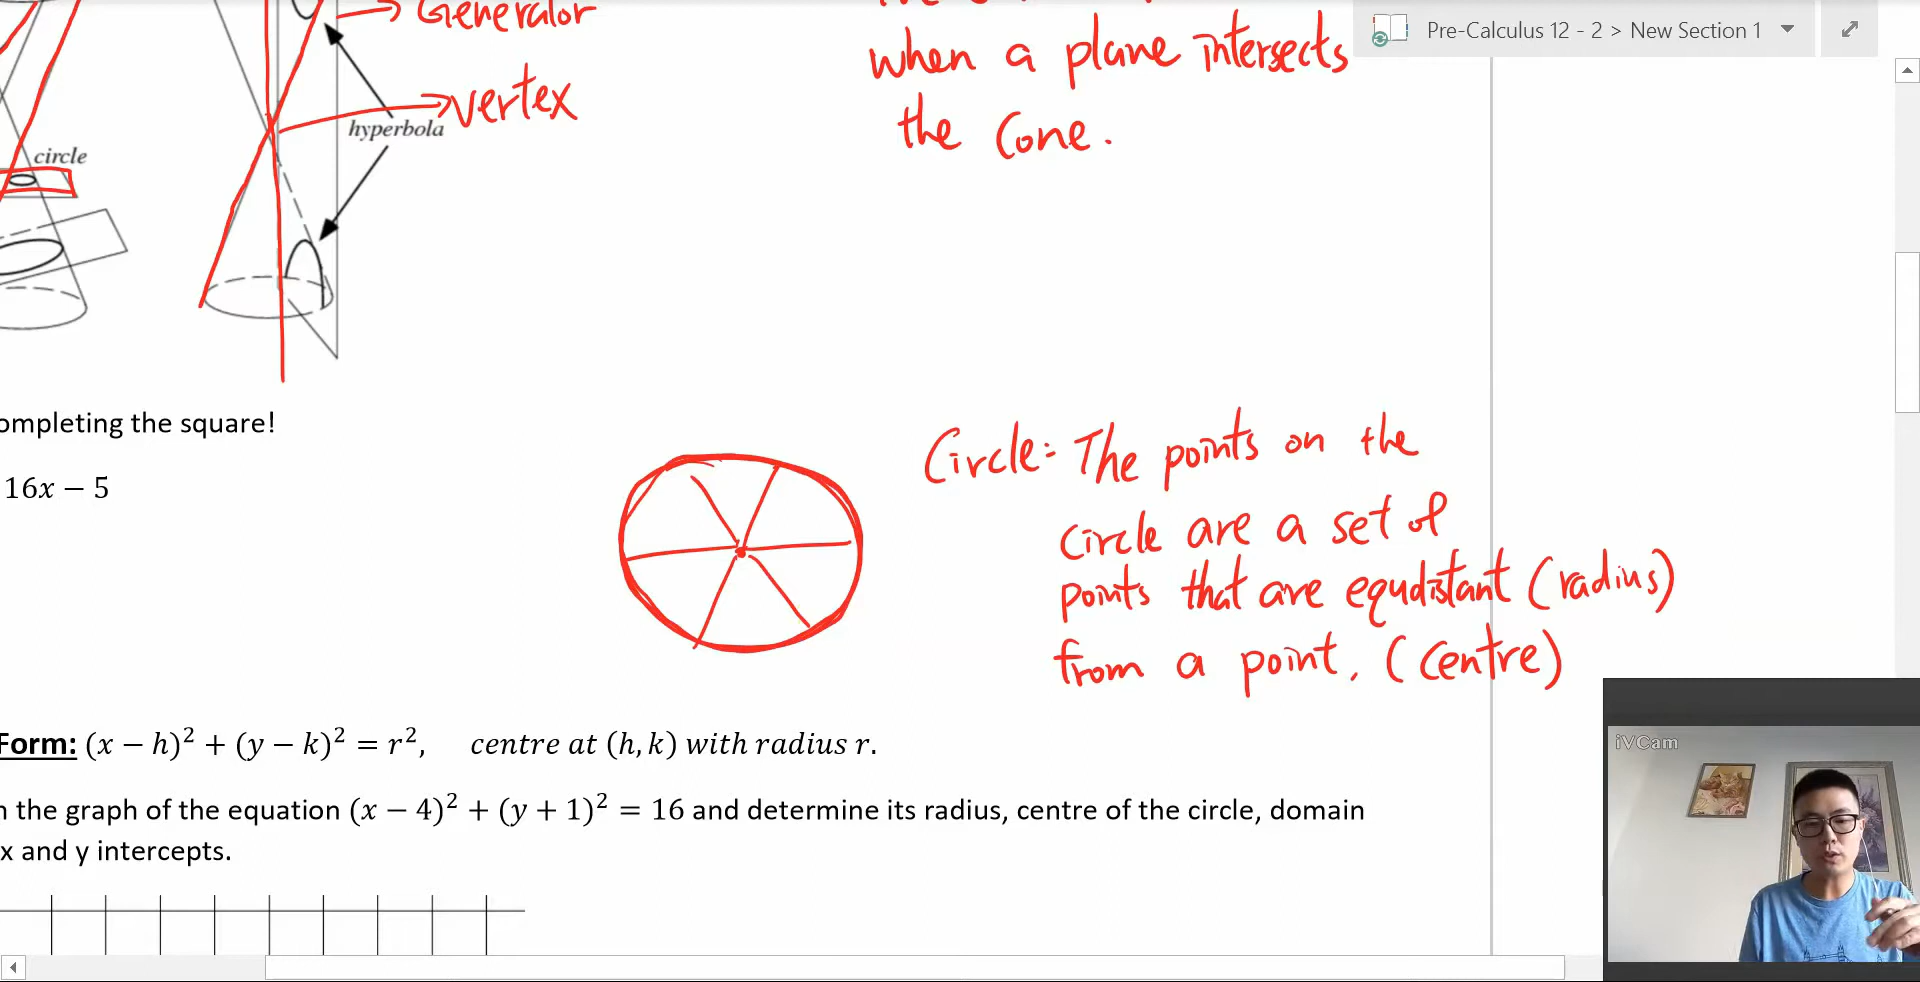 Generator
when a plane intersects
the Cone.
Pre-Calculus 12 - 2 > New Section 1
vertex
hyperbola
circle
ompleting the square!
16x − 5
Circle: The points on the
circle are a set of
points that are equdistant (radius)
from a point. (centre)
Form: (x − h)² + (y − k)² = r², centre at (h, k) with radius r.
the graph of the equation (x − 4)² + (y + 1)² = 16 and determine its radius, centre of the circle, domain
x and y intercepts.
iVCam